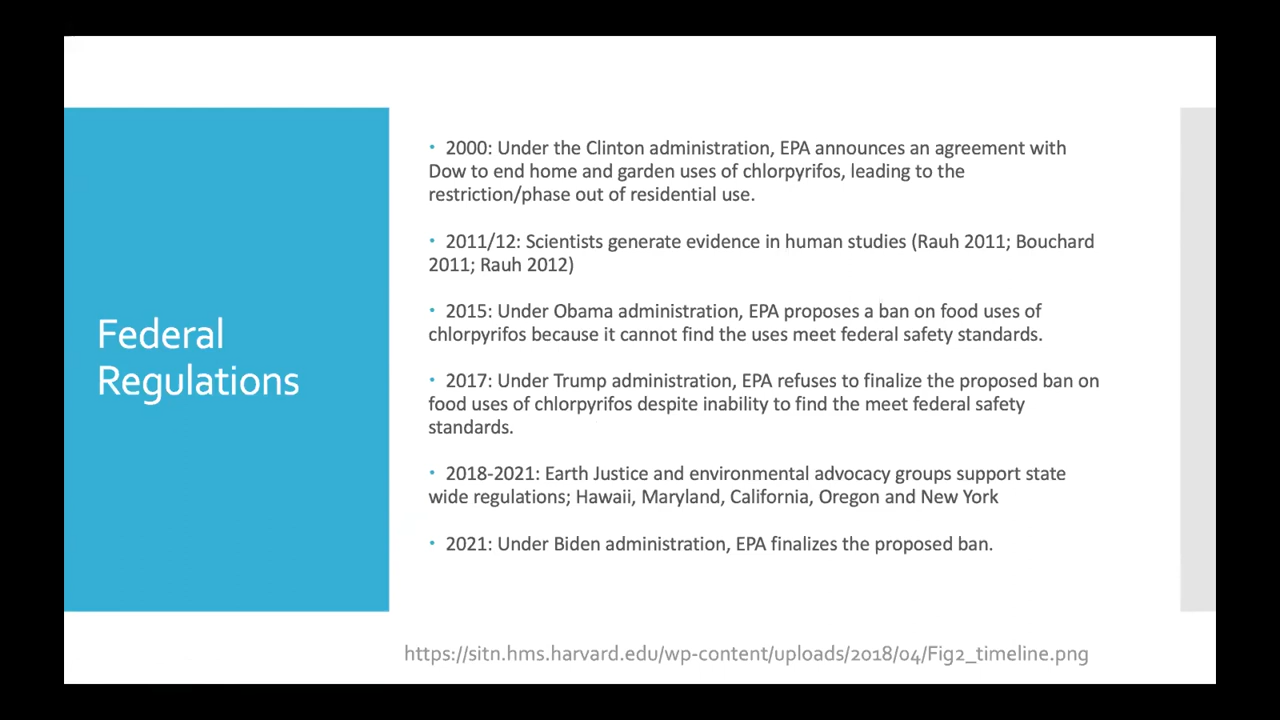 Federal
Regulations
• 2000: Under the Clinton administration, EPA announces an agreement with
Dow to end home and garden uses of chlorpyrifos, leading to the
restriction/phase out of residential use.
• 2011/12: Scientists generate evidence in human studies (Rauh 2011; Bouchard
2011; Rauh 2012)
• 2015: Under Obama administration, EPA proposes a ban on food uses of
chlorpyrifos because it cannot find the uses meet federal safety standards.
• 2017: Under Trump administration, EPA refuses to finalize the proposed ban on
food uses of chlorpyrifos despite inability to find the meet federal safety
standards.
• 2018-2021: Earth Justice and environmental advocacy groups support state
wide regulations; Hawaii, Maryland, California, Oregon and New York
• 2021: Under Biden administration, EPA finalizes the proposed ban.
https://sitn.hms.harvard.edu/wp-content/uploads/2018/04/Fig2_timeline.png